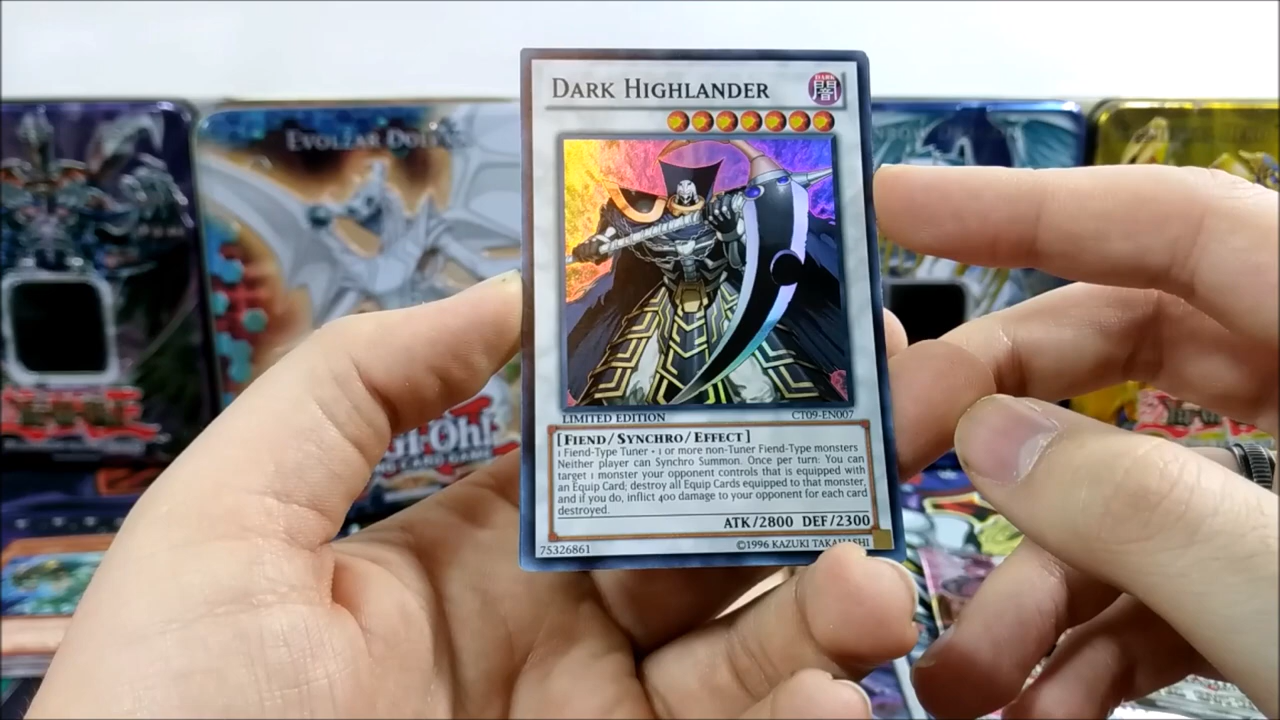 DARK HIGHLANDER
DARK
闇
EVOLZAR DOL
LIMITED EDITION
CT09-EN007
[FIEND/SYNCHRO/EFFECT]
1 Fiend-Type Tuner + 1 or more non-Tuner Fiend-Type monsters
Neither player can Synchro Summon. Once per turn: You can
target 1 monster your opponent controls that is equipped with
an Equip Card; destroy all Equip Cards equipped to that monster,
and if you do, inflict 400 damage to your opponent for each card
destroyed.
ATK/2800 DEF/2300
75326861
©1996 KAZUKI TAKAHASHI
Gi-Oh!
CARD GAME